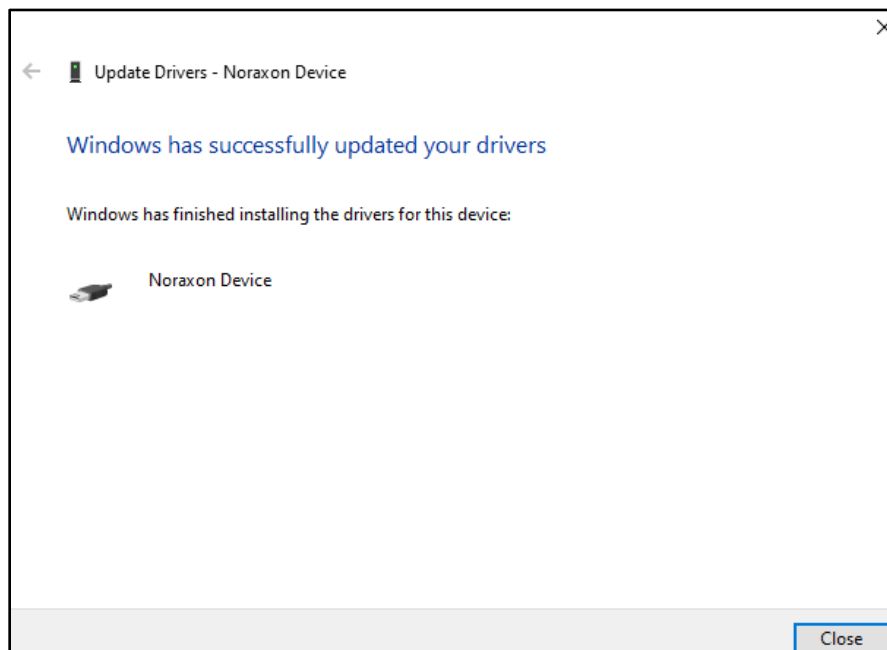 Update Drivers - Noraxon Device
Windows has successfully updated your drivers
Windows has finished installing the drivers for this device:
Noraxon Device
Close